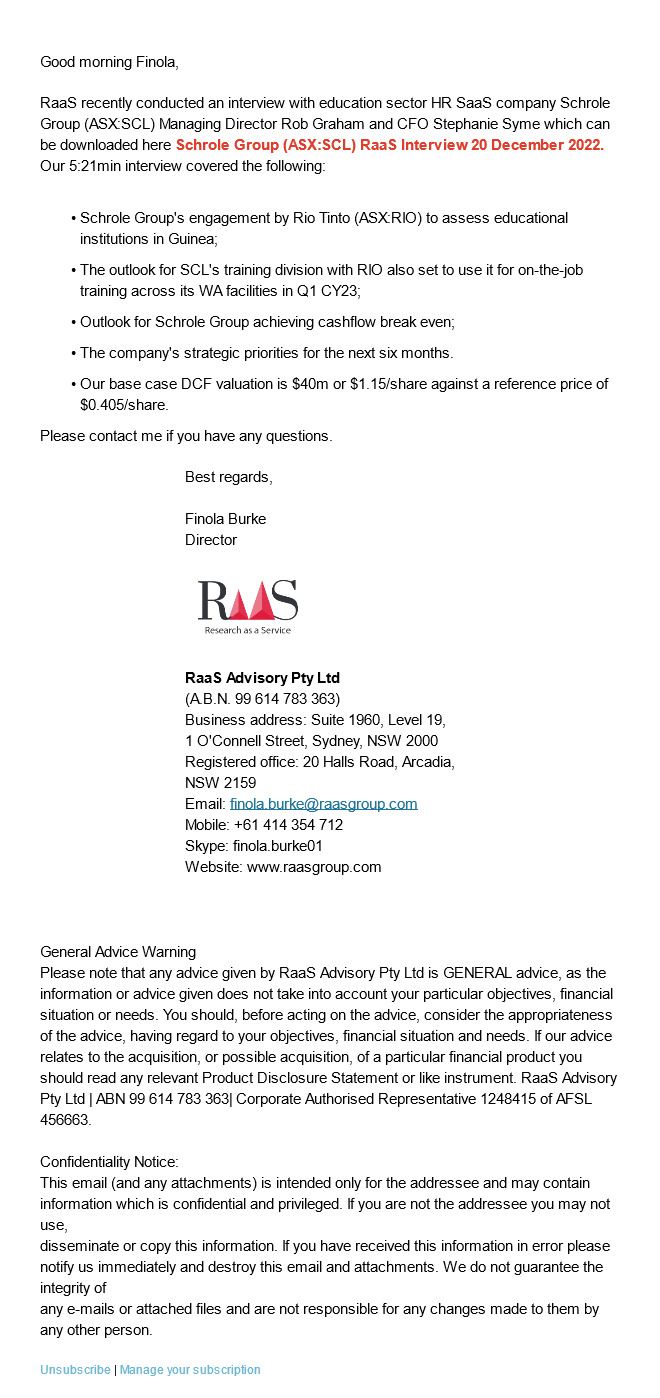 Good morning Finola,
RaaS recently conducted an interview with education sector HR SaaS company Schrole
Group (ASX:SCL) Managing Director Rob Graham and CFO Stephanie Syme which can
be downloaded here Schrole Group (ASX:SCL) RaaS Interview 20 December 2022.
Our 5:21min interview covered the following:
• Schrole Group's engagement by Rio Tinto (ASX:RIO) to assess educational
institutions in Guinea;
• The outlook for SCL's training division with RIO also set to use it for on-the-job
training across its WA facilities in Q1 CY23;
• Outlook for Schrole Group achieving cashflow break even;
• The company's strategic priorities for the next six months.
• Our base case DCF valuation is $40m or $1.15/share against a reference price of
$0.405/share.
Please contact me if you have any questions.
Best regards,
Finola Burke
Director
RaaS
Research as a Service
RaaS Advisory Pty Ltd
(A.B.N. 99 614 783 363)
Business address: Suite 1960, Level 19,
1 O'Connell Street, Sydney, NSW 2000
Registered office: 20 Halls Road, Arcadia,
NSW 2159
Email: finola.burke@raasgroup.com
Mobile: +61 414 354 712
Skype: finola.burke01
Website: www.raasgroup.com
General Advice Warning
Please note that any advice given by RaaS Advisory Pty Ltd is GENERAL advice, as the
information or advice given does not take into account your particular objectives, financial
situation or needs. You should, before acting on the advice, consider the appropriateness
of the advice, having regard to your objectives, financial situation and needs. If our advice
relates to the acquisition, or possible acquisition, of a particular financial product you
should read any relevant Product Disclosure Statement or like instrument. RaaS Advisory
Pty Ltd | ABN 99 614 783 363| Corporate Authorised Representative 1248415 of AFSL
456663.
Confidentiality Notice:
This email (and any attachments) is intended only for the addressee and may contain
information which is confidential and privileged. If you are not the addressee you may not
use,
disseminate or copy this information. If you have received this information in error please
notify us immediately and destroy this email and attachments. We do not guarantee the
integrity of
any e-mails or attached files and are not responsible for any changes made to them by
any other person.
Unsubscribe | Manage your subscription